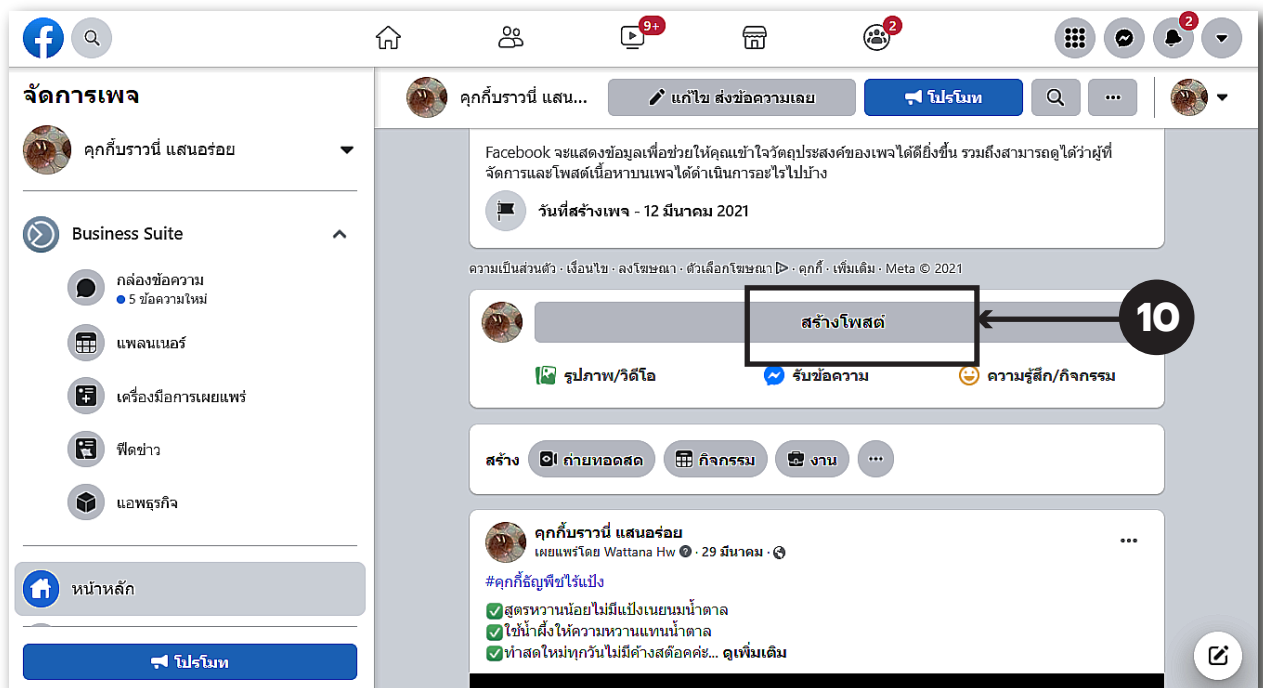 9+
2
2
จัดการเพจ
คุกกี้บราวนี่ แสนอร่อย
Business Suite
กล่องข้อความ
5 ข้อความใหม่
แพลนเนอร์
เครื่องมือการเผยแพร่
ฟีดข่าว
แอพธุรกิจ
หน้าหลัก
โปรโมท
คุกกี้บราวนี่ แสน...
แก้ไข ส่งข้อความเลย
โปรโมท
Facebook จะแสดงข้อมูลเพื่อช่วยให้คุณเข้าใจวัตถุประสงค์ของเพจได้ดียิ่งขึ้น รวมถึงสามารถดูได้ว่าผู้ที่
จัดการและโพสต์เนื้อหาบนเพจได้ดำเนินการอะไรไปบ้าง
วันที่สร้างเพจ - 12 มีนาคม 2021
ความเป็นส่วนตัว · เงื่อนไข · ลงโฆษณา · ตัวเลือกโฆษณา · คุกกี้ · เพิ่มเติม · Meta © 2021
สร้างโพสต์
10
รูปภาพ/วิดีโอ
รับข้อความ
ความรู้สึก/กิจกรรม
สร้าง
ถ่ายทอดสด
กิจกรรม
งาน
คุกกี้บราวนี่ แสนอร่อย
เผยแพร่โดย Wattana Hw · 29 มีนาคม ·
#คุกกี้ธัญพืชไร้แป้ง
✅สูตรหวานน้อยไม่มีแป้งเนยนมน้ำตาล
✅ใช้น้ำผึ้งให้ความหวานแทนน้ำตาล
✅ทำสดใหม่ทุกวันไม่มีค้างสต๊อคค่ะ... ดูเพิ่มเติม